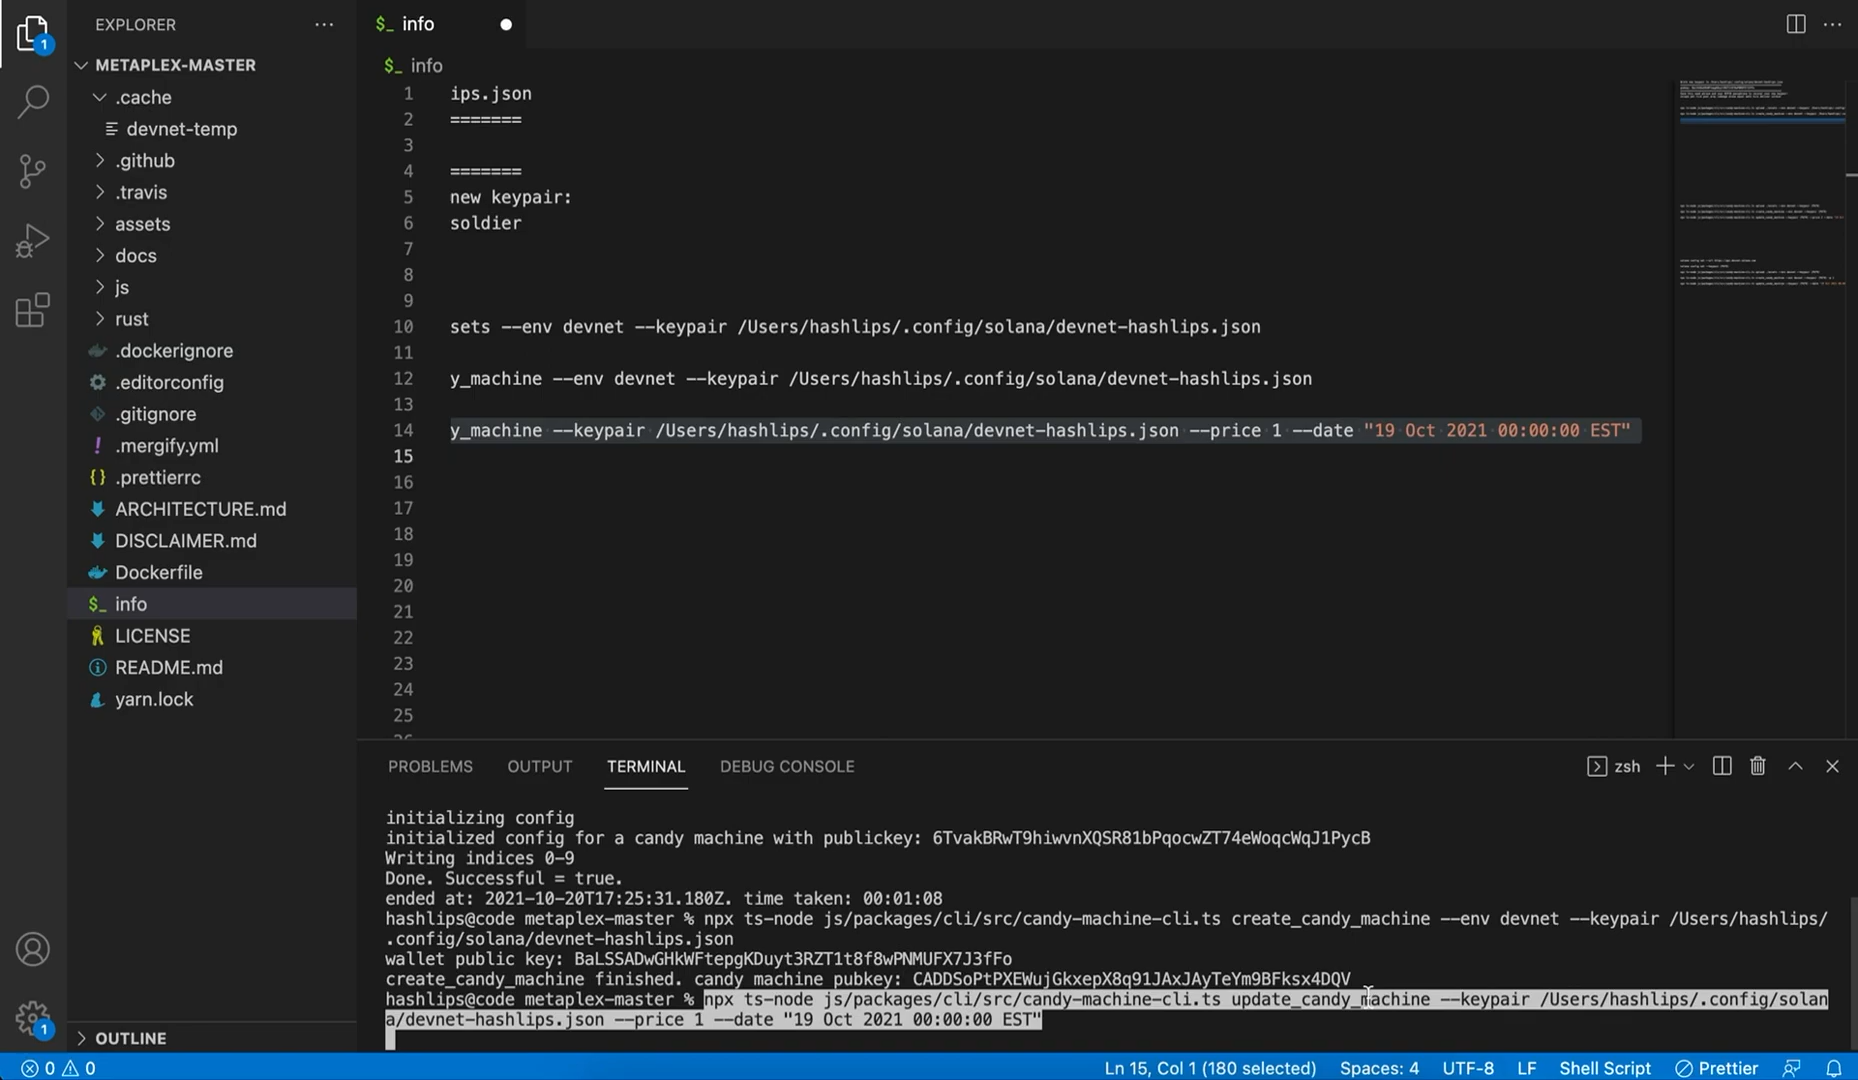 EXPLORER
METAPLEX-MASTER
.cache
devnet-temp
.github
.travis
assets
docs
js
rust
.dockerignore
.editorconfig
.gitignore
.mergify.yml
.prettierrc
ARCHITECTURE.md
DISCLAIMER.md
Dockerfile
info
LICENSE
README.md
yarn.lock
OUTLINE
1
1
$_ info
$_ info
1 ips.json
2 =======
3
4 =======
5 new keypair:
6 soldier
7
8
9
10 sets --env devnet --keypair /Users/hashlips/.config/solana/devnet-hashlips.json
11
12 y_machine --env devnet --keypair /Users/hashlips/.config/solana/devnet-hashlips.json
13
14 y_machine --keypair /Users/hashlips/.config/solana/devnet-hashlips.json --price 1 --date "19 Oct 2021 00:00:00 EST"
15
16
17
18
19
20
21
22
23
24
25
PROBLEMS OUTPUT TERMINAL DEBUG CONSOLE
zsh
initializing config
initialized config for a candy machine with publickey: 6TvakBRwT9hiwvnXQSR81bPqocwZT74eWoqcWqJ1PycB
Writing indices 0-9
Done. Successful = true.
ended at: 2021-10-20T17:25:31.180Z. time taken: 00:01:08
hashlips@code metaplex-master % npx ts-node js/packages/cli/src/candy-machine-cli.ts create_candy_machine --env devnet --keypair /Users/hashlips/
.config/solana/devnet-hashlips.json
wallet public key: BaLSSADwGHkWFtepgKDuyt3RZT1t8f8wPNMUFX7J3fFo
create_candy_machine finished. candy machine pubkey: CADDSoPtPXEWujGkxepX8q91JAxJAyTeYm9BFksx4DQV
hashlips@code metaplex-master % npx ts-node js/packages/cli/src/candy-machine-cli.ts update_candy_machine --keypair /Users/hashlips/.config/solan
a/devnet-hashlips.json --price 1 --date "19 Oct 2021 00:00:00 EST"
0 0
Ln 15, Col 1 (180 selected) Spaces: 4 UTF-8 LF Shell Script Prettier